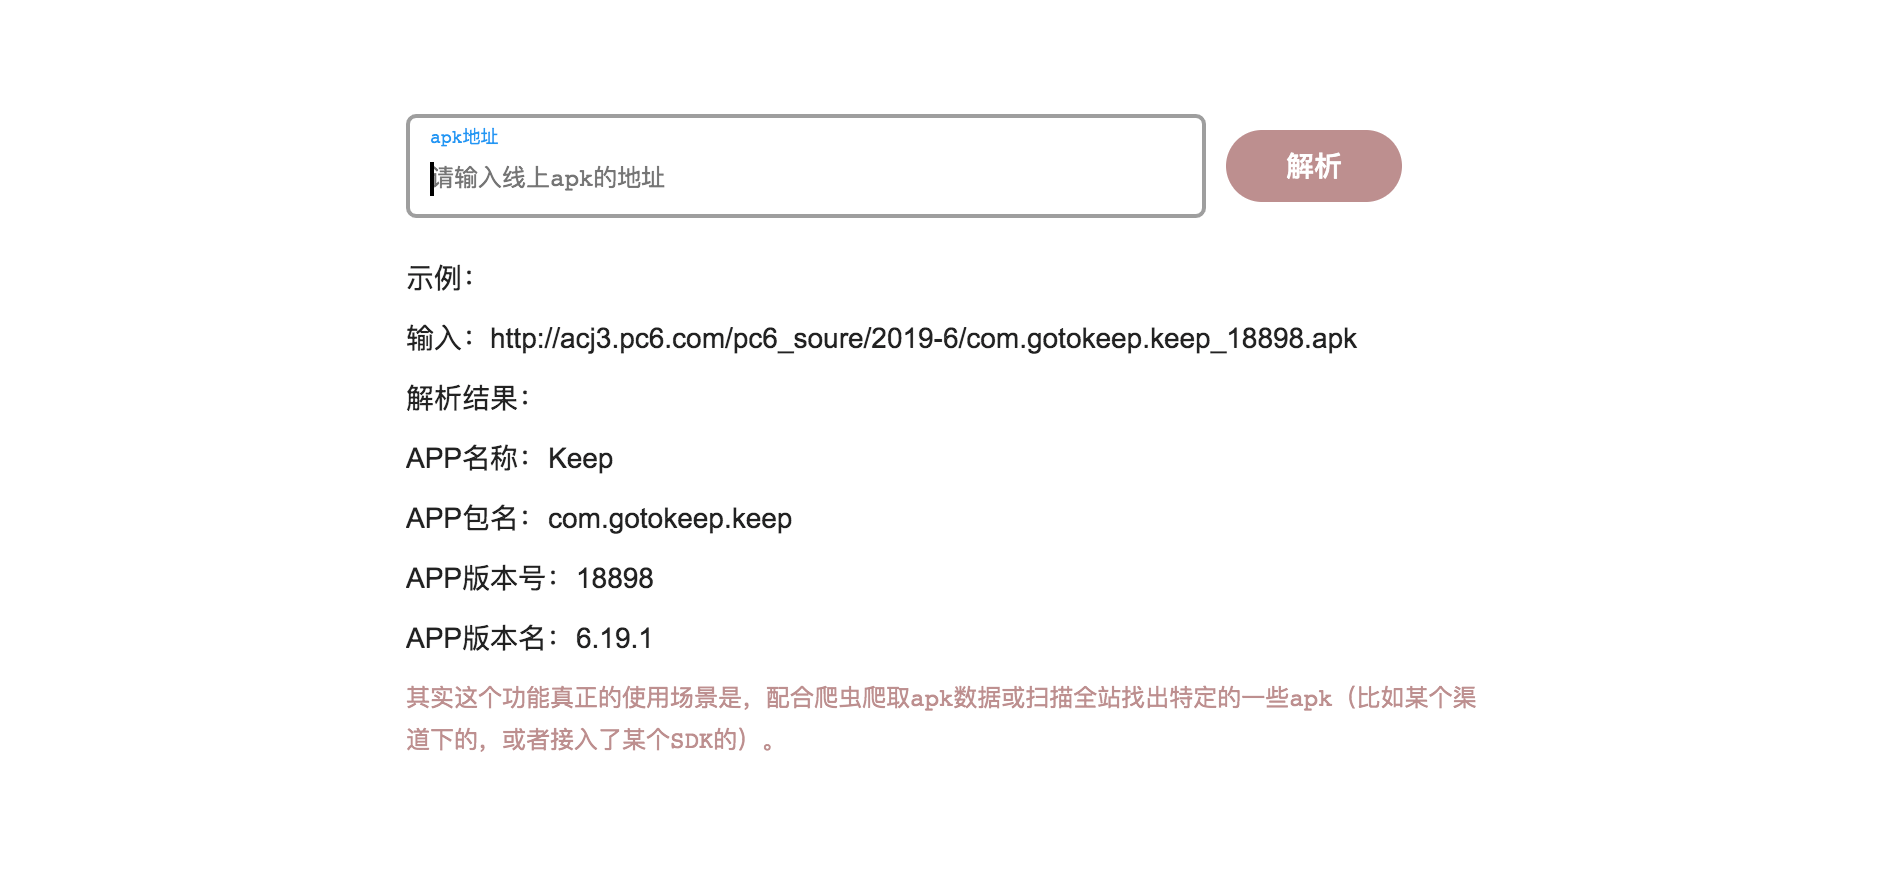 apk地址
请输入线上apk的地址
解析
示例：
输入：http://acj3.pc6.com/pc6_soure/2019-6/com.gotokeep.keep_18898.apk
解析结果：
APP名称：Keep
APP包名：com.gotokeep.keep
APP版本号：18898
APP版本名：6.19.1
其实这个功能真正的使用场景是，配合爬虫爬取apk数据或扫描全站找出特定的一些apk（比如某个渠
道下的，或者接入了某个SDK的）。